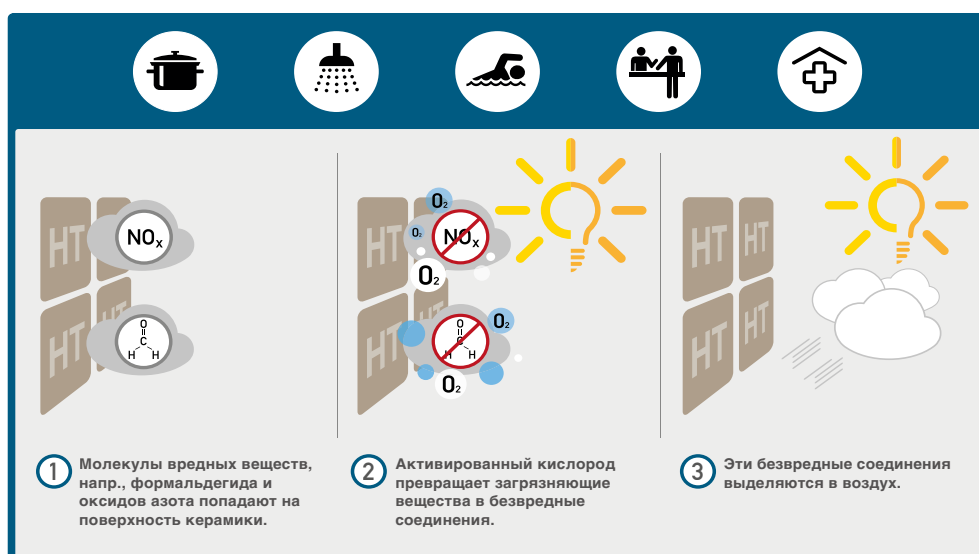 HT
HT
HT
HT
NOx
O
C
H H
HT
HT
HT
O2
O2
NOx
O2
O2
O
C
H H
O2
HT
HT
HT
HT
1 Молекулы вредных веществ,
напр., формальдегида и
оксидов азота попадают на
поверхность керамики.
2 Активированный кислород
превращает загрязняющие
вещества в безвредные
соединения.
3 Эти безвредные соединения
выделяются в воздух.